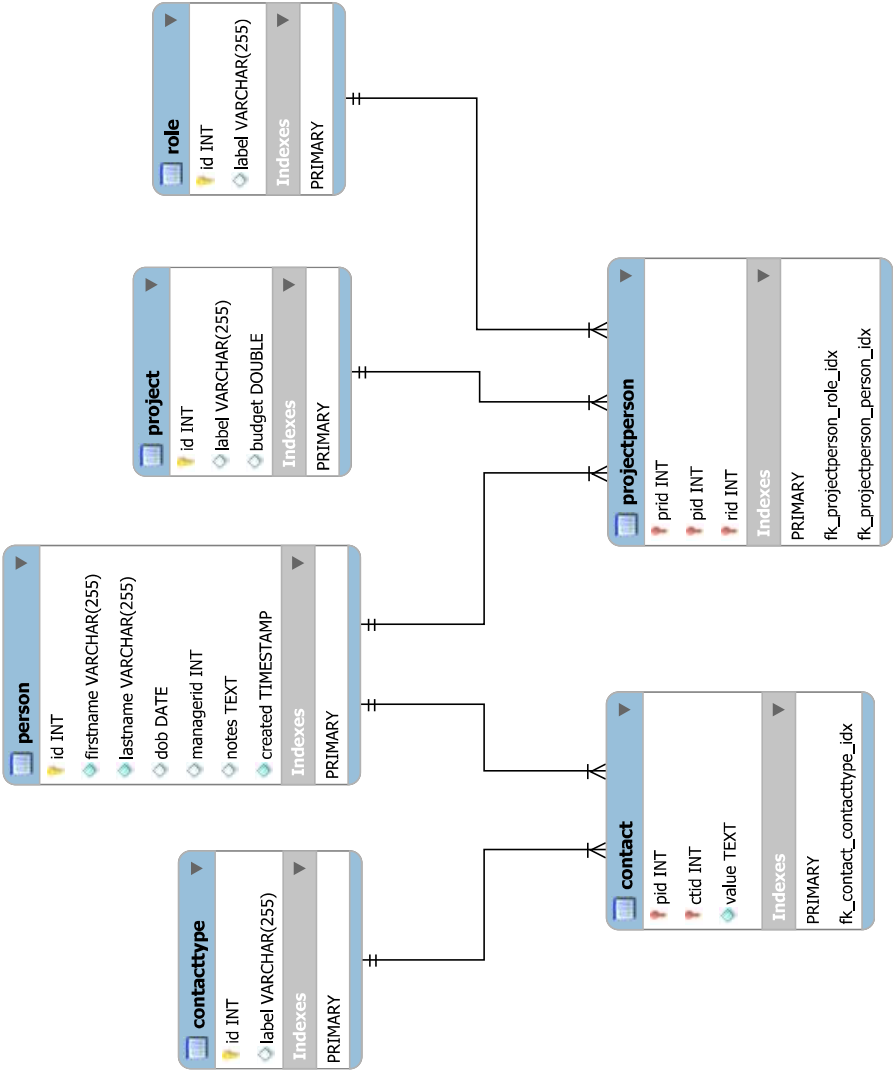 contacttype
id INT
label VARCHAR(255)
Indexes
PRIMARY
person
id INT
firstname VARCHAR(255)
lastname VARCHAR(255)
dob DATE
managerid INT
notes TEXT
created TIMESTAMP
Indexes
PRIMARY
project
id INT
label VARCHAR(255)
budget DOUBLE
Indexes
PRIMARY
role
id INT
label VARCHAR(255)
Indexes
PRIMARY
contact
pid INT
ctid INT
value TEXT
Indexes
PRIMARY
fk_contact_contacttype_idx
projectperson
prid INT
pid INT
rid INT
Indexes
PRIMARY
fk_projectperson_role_idx
fk_projectperson_person_idx